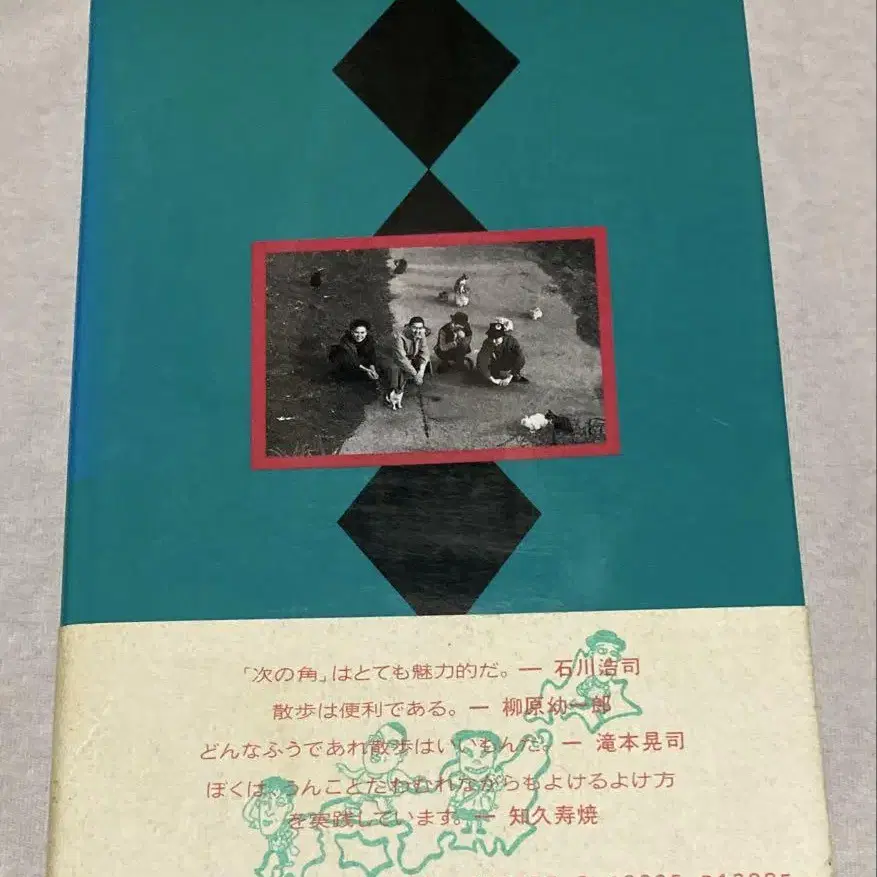 「次の角」はとても魅力的だ。― 石川浩司
散歩は便利である。― 柳原幼一郎
どんなふうであれ散歩はいいもんだ。― 滝本晃司
ぼくは、うんことたわむれながらもよけるよけ方
を実践しています。― 知久寿焼